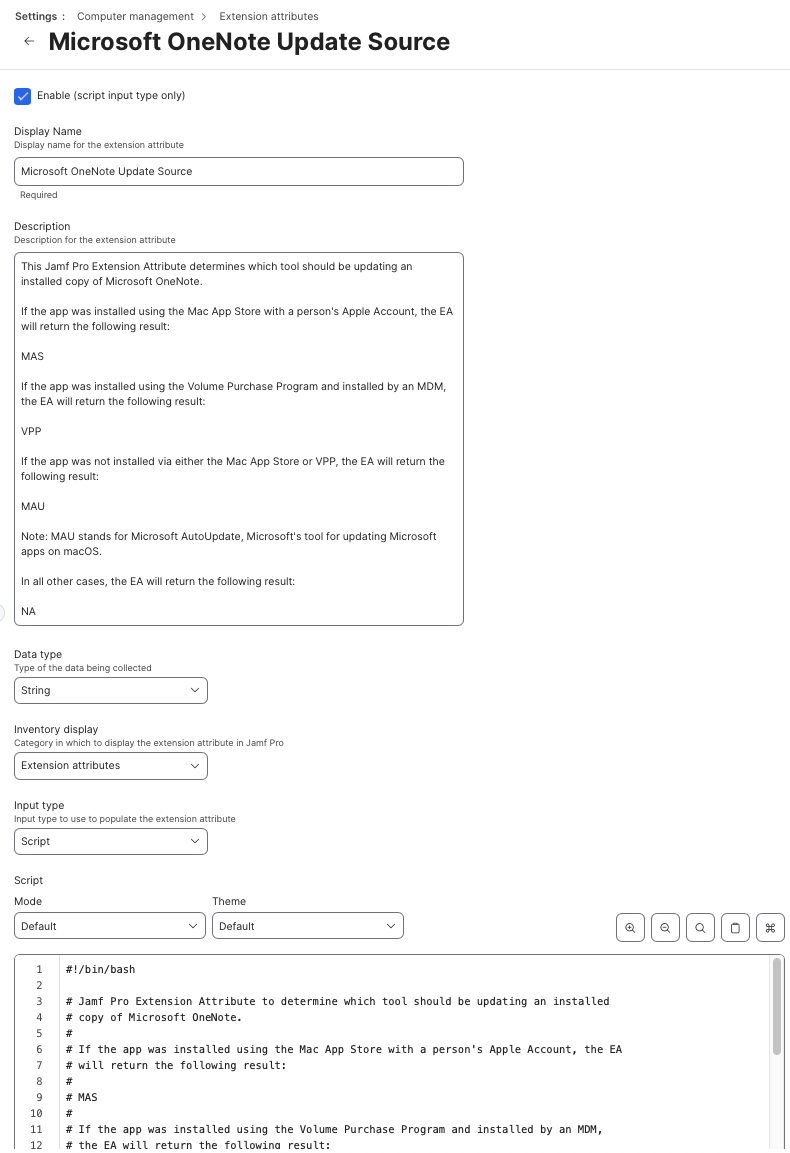 Settings : Computer management > Extension attributes
← Microsoft OneNote Update Source
Enable (script input type only)
Display Name
Display name for the extension attribute
Microsoft OneNote Update Source
Required
Description
Description for the extension attribute
This Jamf Pro Extension Attribute determines which tool should be updating an
installed copy of Microsoft OneNote.
If the app was installed using the Mac App Store with a person's Apple Account, the EA
will return the following result:
MAS
If the app was installed using the Volume Purchase Program and installed by an MDM,
the EA will return the following result:
VPP
If the app was not installed via either the Mac App Store or VPP, the EA will return the
following result:
MAU
Note: MAU stands for Microsoft AutoUpdate, Microsoft's tool for updating Microsoft
apps on macOS.
In all other cases, the EA will return the following result:
NA
Data type
Type of the data being collected
String
Inventory display
Category in which to display the extension attribute in Jamf Pro
Extension attributes
Input type
Input type to use to populate the extension attribute
Script
Script
Mode Theme
Default Default
1 #!/bin/bash
2
3 # Jamf Pro Extension Attribute to determine which tool should be updating an installed
4 # copy of Microsoft OneNote.
5 #
6 # If the app was installed using the Mac App Store with a person's Apple Account, the EA
7 # will return the following result:
8 #
9 # MAS
10 #
11 # If the app was installed using the Volume Purchase Program and installed by an MDM,
12 # the EA will return the following result: